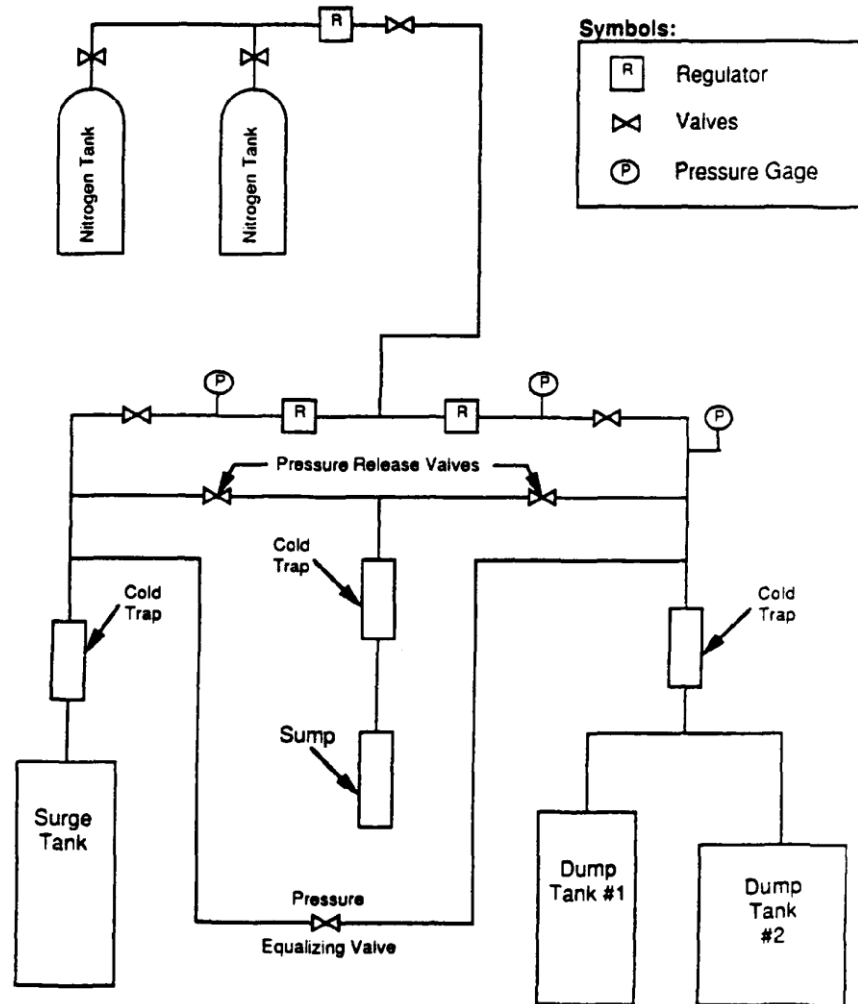 R
Symbols:
R Regulator
Valves
P Pressure Gage
Nitrogen Tank
Nitrogen Tank
P
R
R
P
P
Pressure Release Valves
Cold
Trap
Cold
Trap
Cold
Trap
Sump
Surge
Tank
Dump
Tank #1
Dump
Tank
#2
Pressure
Equalizing Valve